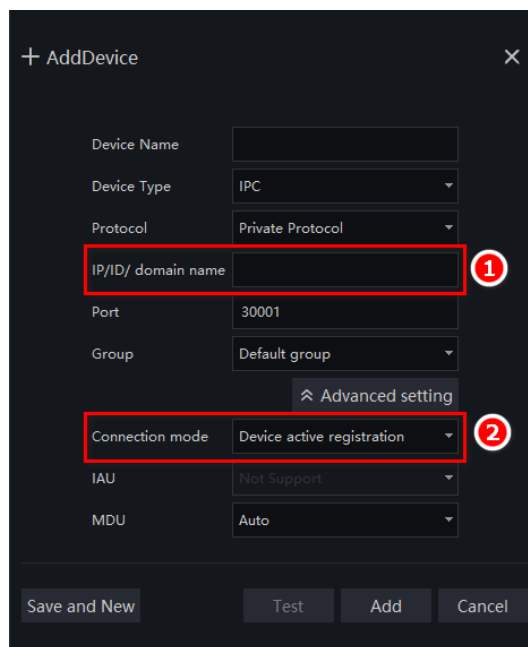 + AddDevice ×
Device Name
Device Type IPC
Protocol Private Protocol
IP/ID/ domain name 1
Port 30001
Group Default group
Advanced setting
Connection mode Device active registration 2
IAU Not Support
MDU Auto
Save and New Test Add Cancel